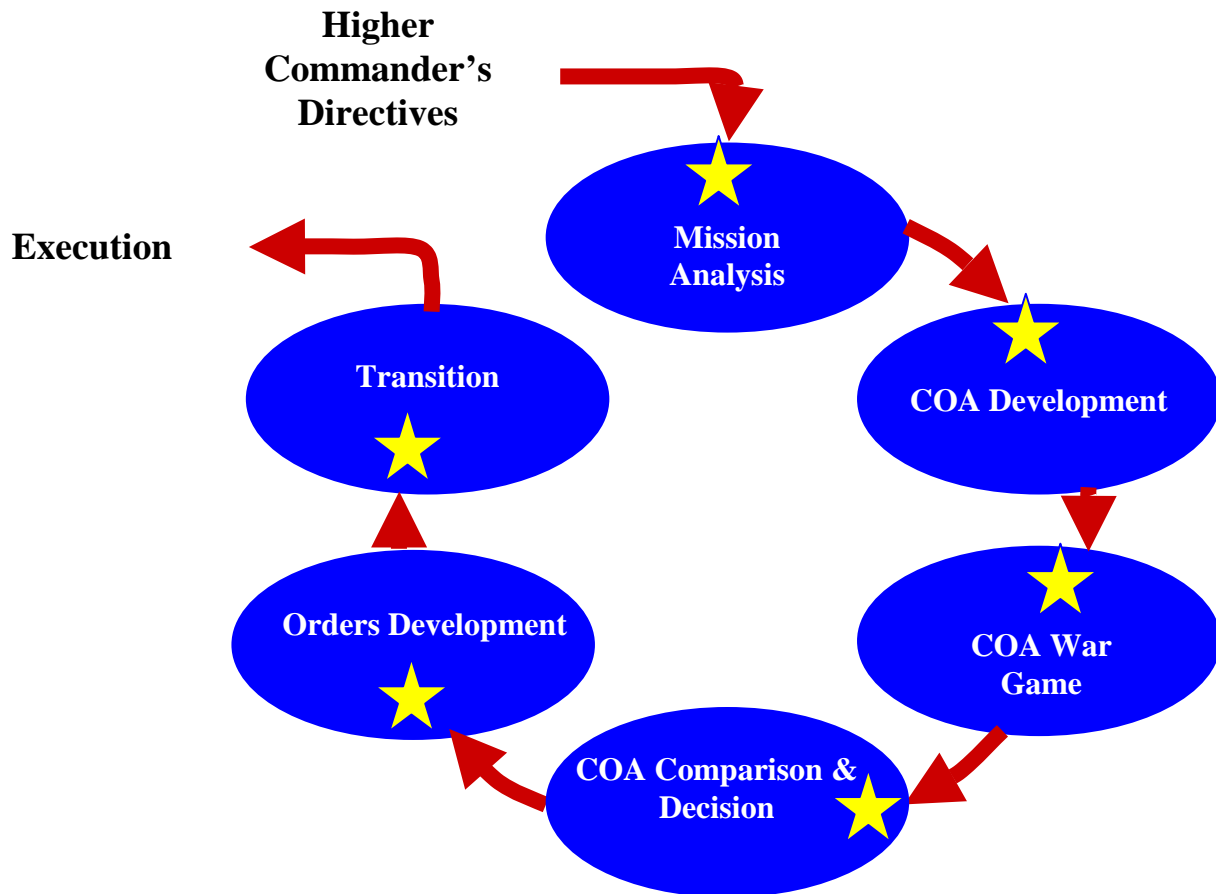 Higher
Commander’s
Directives
Mission
Analysis
Execution
COA Development
Transition
COA War
Game
Orders Development
COA Comparison &
Decision